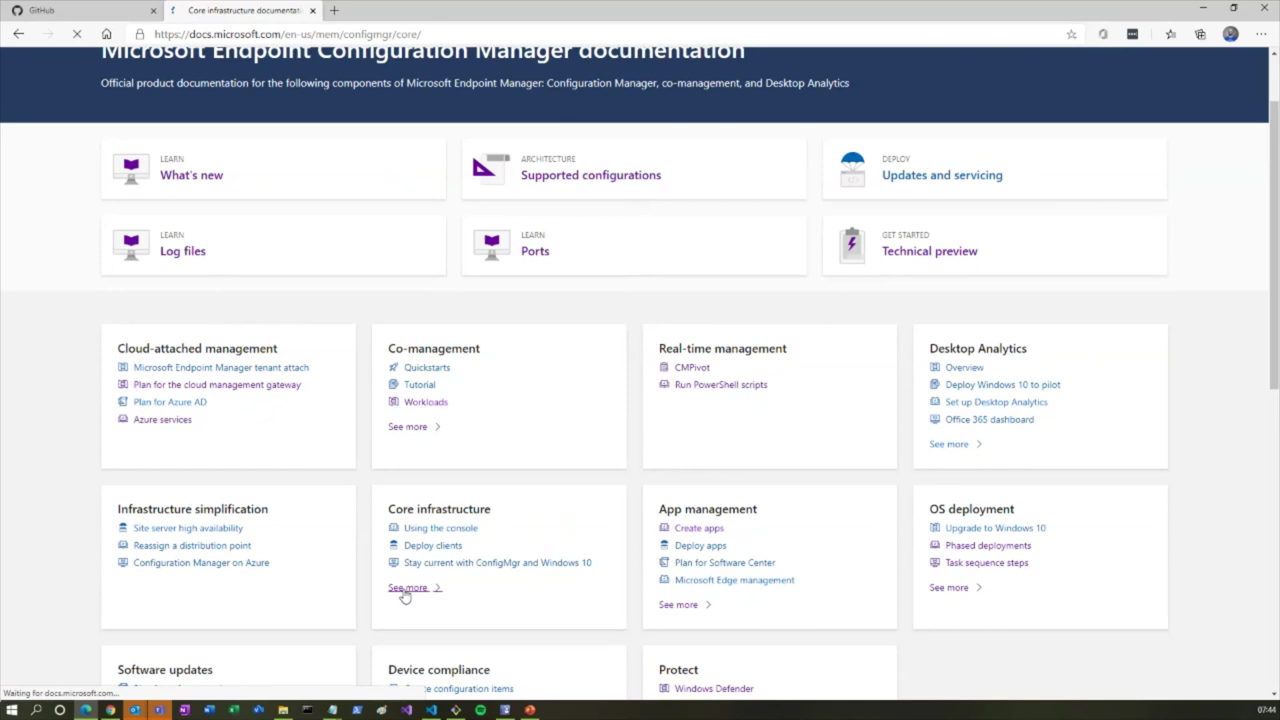 GitHub
Core infrastructure documentat
https://docs.microsoft.com/en-us/mem/configmgr/core/
Microsoft Endpoint Configuration Manager documentation
Official product documentation for the following components of Microsoft Endpoint Manager: Configuration Manager, co-management, and Desktop Analytics
LEARN
What's new
ARCHITECTURE
Supported configurations
DEPLOY
Updates and servicing
LEARN
Log files
LEARN
Ports
GET STARTED
Technical preview
Cloud-attached management
Microsoft Endpoint Manager tenant attach
Plan for the cloud management gateway
Plan for Azure AD
Azure services
Co-management
Quickstarts
Tutorial
Workloads
See more
Real-time management
CMPivot
Run PowerShell scripts
Desktop Analytics
Overview
Deploy Windows 10 to pilot
Set up Desktop Analytics
Office 365 dashboard
See more
Infrastructure simplification
Site server high availability
Reassign a distribution point
Configuration Manager on Azure
Core infrastructure
Using the console
Deploy clients
Stay current with ConfigMgr and Windows 10
See more
App management
Create apps
Deploy apps
Plan for Software Center
Microsoft Edge management
See more
OS deployment
Upgrade to Windows 10
Phased deployments
Task sequence steps
See more
Software updates
Device compliance
configuration items
Protect
Windows Defender
Waiting for docs.microsoft.com...
07:44